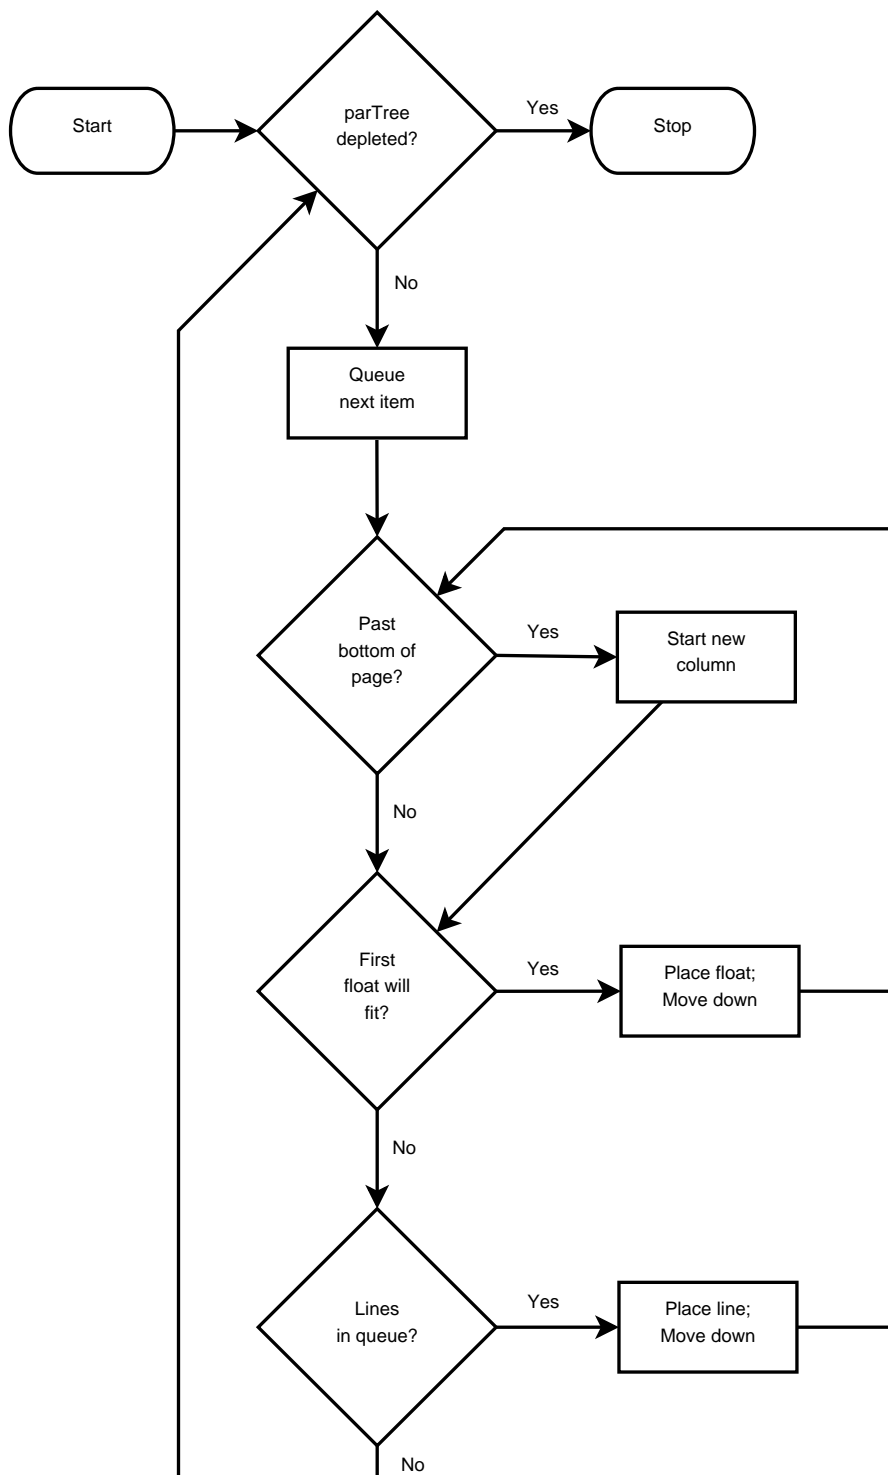 Start
parTree
depleted?
Yes
Stop
No
Queue
next item
Past
bottom of
page?
Yes
Start new
column
No
First
float will
fit?
Yes
Place float;
Move down
No
Lines
in queue?
Yes
Place line;
Move down
No